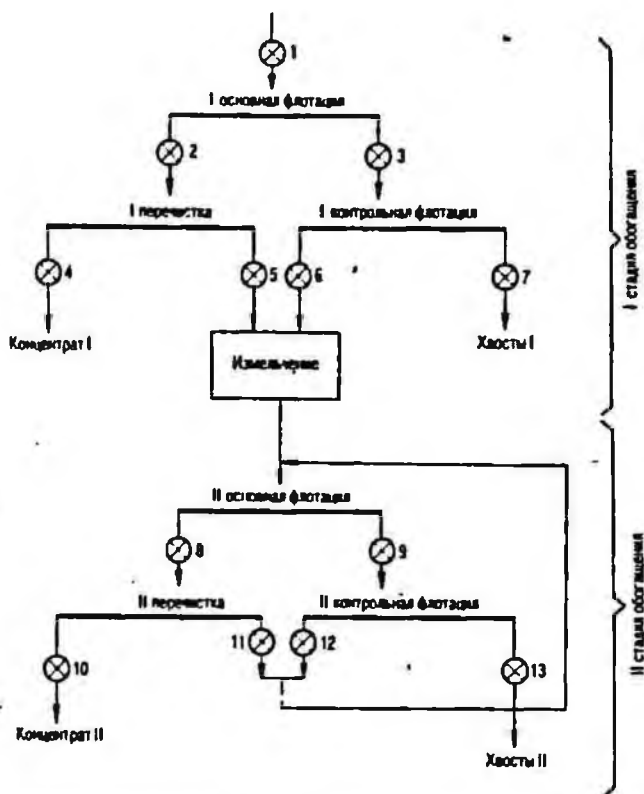 1
I основная флотация
2
3
I перечистка
I контрольная флотация
4
5
6
7
Концентрат I
Хвосты I
Измельчение
I стадия обогащения
II основная флотация
8
9
II перечистка
II контрольная флотация
11
12
10
13
Концентрат II
Хвосты II
II стадия обогащения